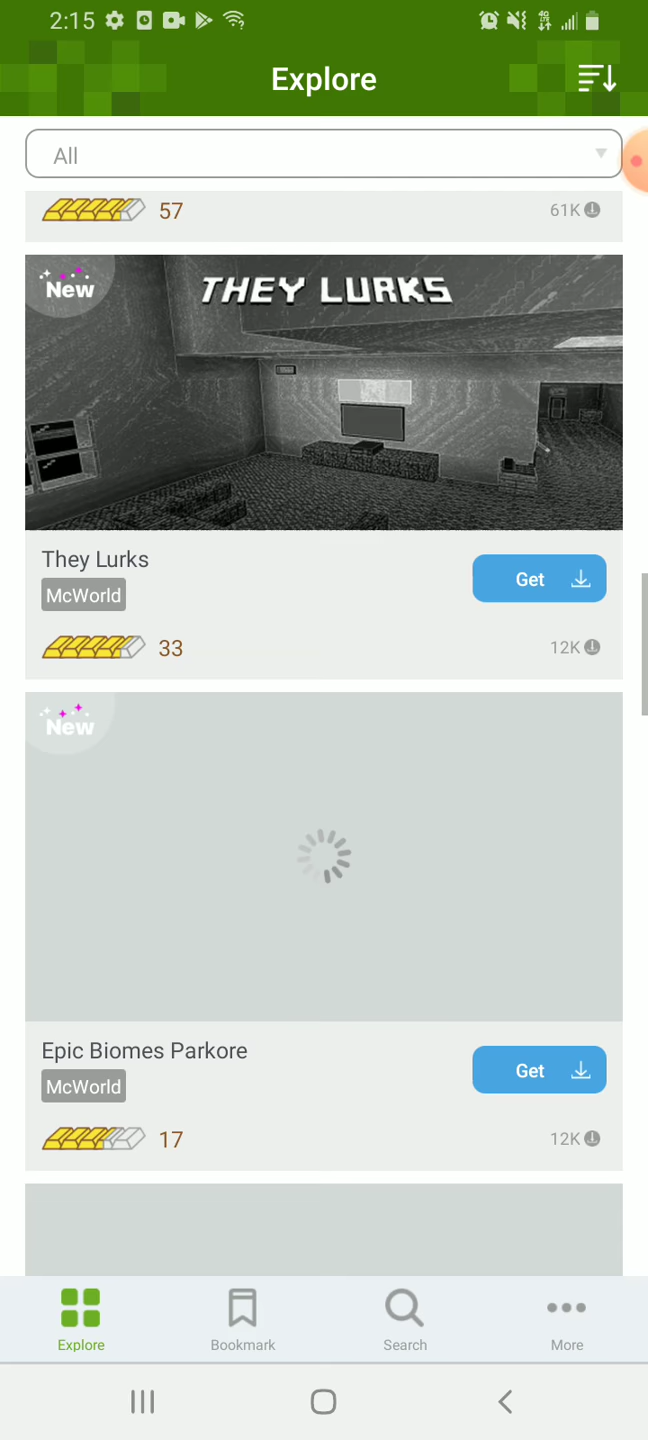 2:15
Explore
All
57
61K
New
THEY LURKS
They Lurks
Get
McWorld
33
12K
New
Epic Biomes Parkore
Get
McWorld
17
12K
Explore
Bookmark
Search
More